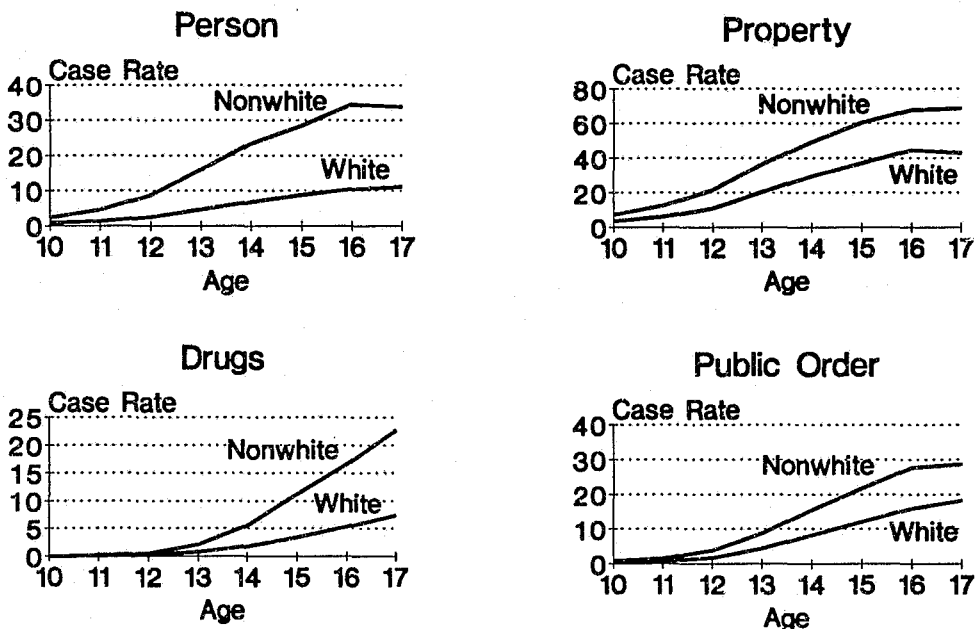 Person
Case Rate
40
30
20
10
0
Nonwhite
White
10 11 12 13 14 15 16 17
Age
Property
Case Rate
80
60
40
20
0
Nonwhite
White
10 11 12 13 14 15 16 17
Age
Drugs
Case Rate
25
20
15
10
5
0
Nonwhite
White
10 11 12 13 14 15 16 17
Age
Public Order
Case Rate
40
30
20
10
0
Nonwhite
White
10 11 12 13 14 15 16 17
Age